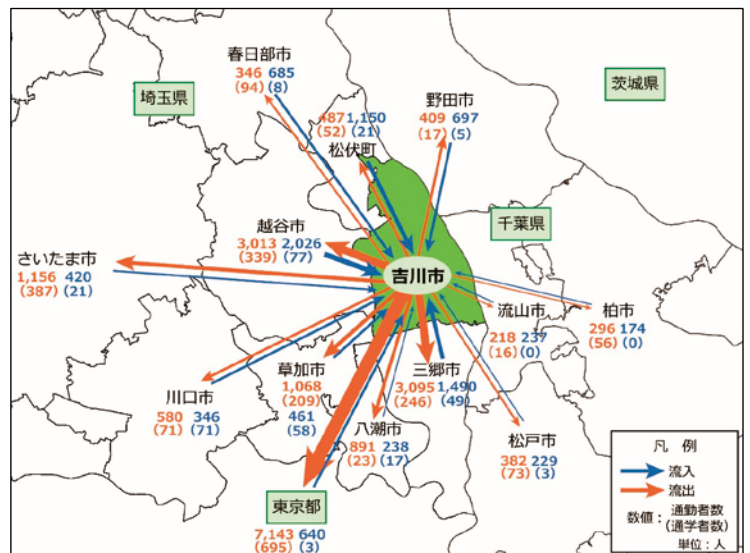 埼玉県
茨城県
千葉県
春日部市
346 685
(94) (8)
487 1,150
(52) (21)
松伏町
野田市
409 697
(17) (5)
越谷市
3,013 2,026
(339) (77)
さいたま市
1,156 420
(387) (21)
吉川市
流山市
218 237
(16) (0)
柏市
296 174
(56) (0)
川口市
580 346
(71) (71)
草加市
1,068
(209)
461
(58)
三郷市
3,095 1,490
(246) (49)
八潮市
891 238
(23) (17)
松戸市
382 229
(73) (3)
東京都
7,143 640
(695) (3)
凡 例
流入
流出
数値：通勤者数
(通学者数)
単位：人